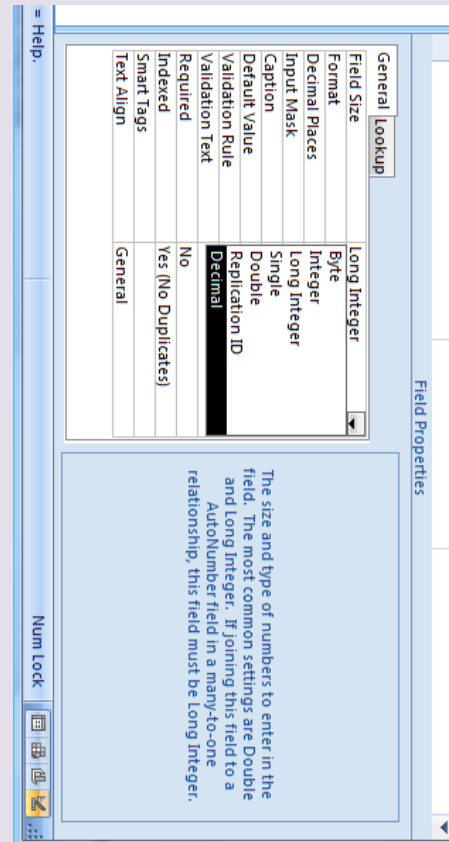 Field Properties
General Lookup
Field Size Long Integer
Format Byte
Decimal Places Integer
Input Mask Long Integer
Caption Single
Default Value Double
Validation Rule Replication ID
Validation Text Decimal
Required No
Indexed Yes (No Duplicates)
Smart Tags
Text Align General
The size and type of numbers to enter in the
field. The most common settings are Double
and Long Integer. If joining this field to a
AutoNumber field in a many-to-one
relationship, this field must be Long Integer.
= Help.
Num Lock